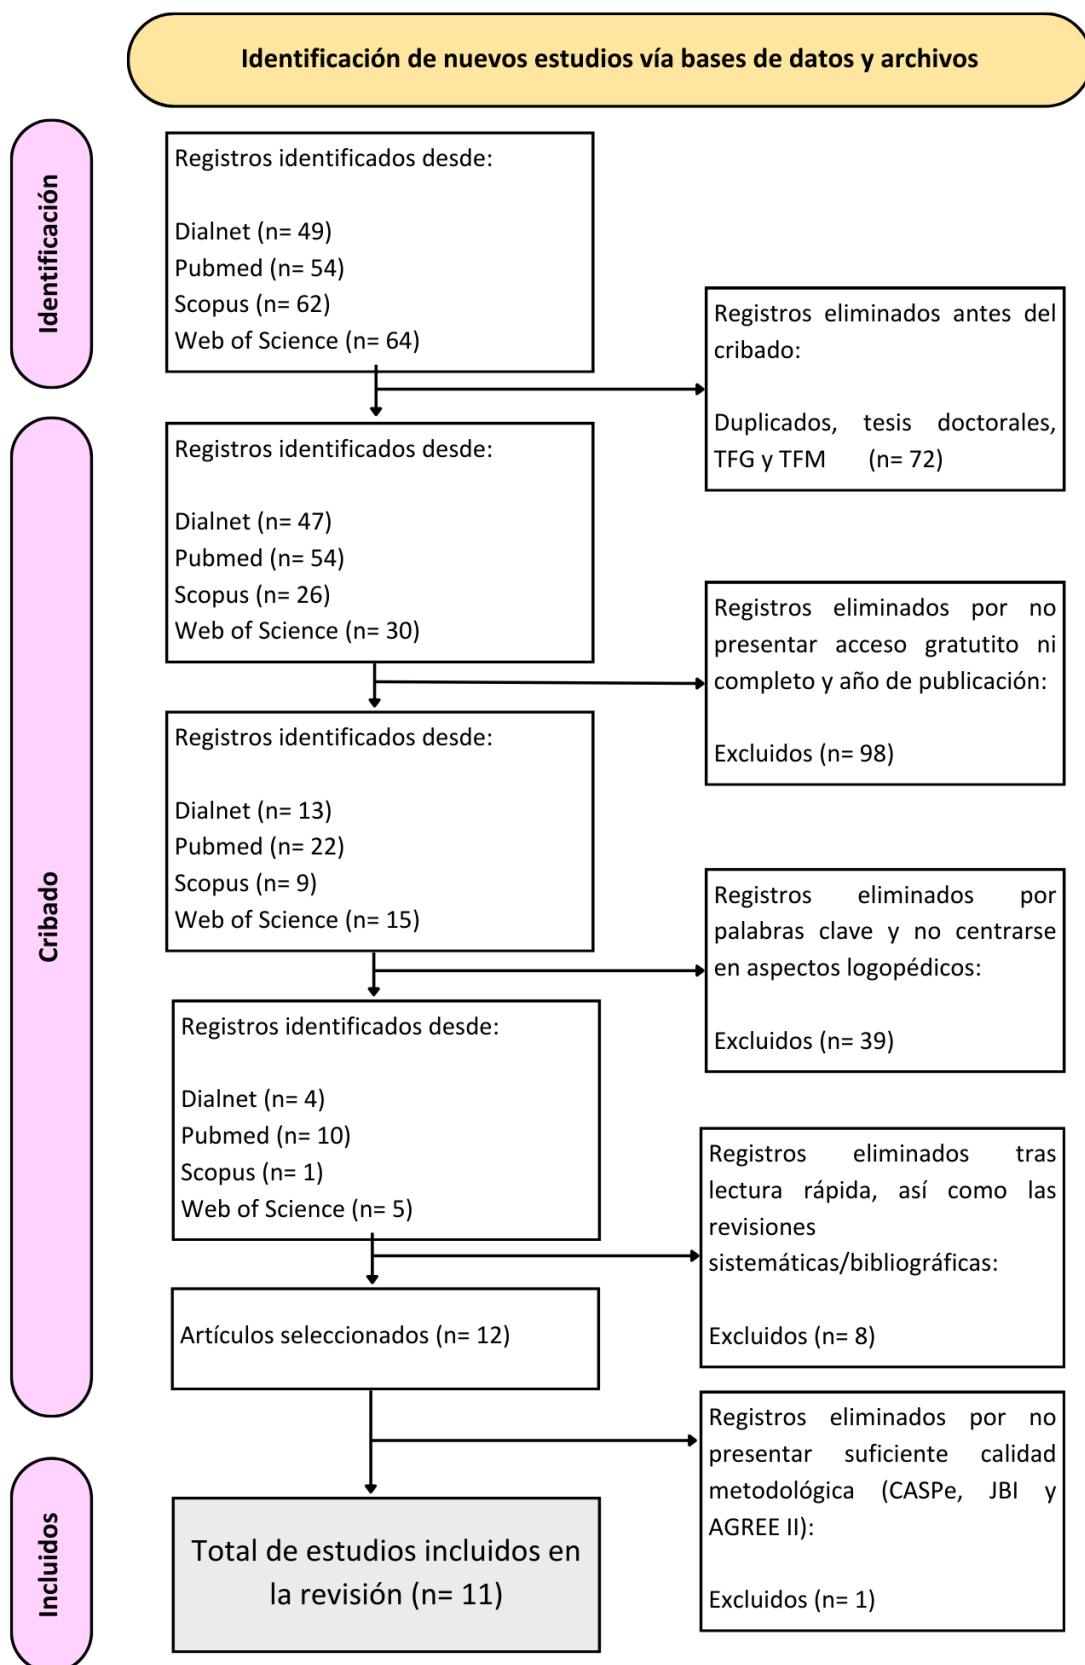 Identificación de nuevos estudios vía bases de datos y archivos
Identificación
Registros identificados desde:
Dialnet (n= 49)
Pubmed (n= 54)
Scopus (n= 62)
Web of Science (n= 64)
Registros eliminados antes del
cribado:
Duplicados, tesis doctorales,
TFG y TFM (n= 72)
Cribado
Registros identificados desde:
Dialnet (n= 47)
Pubmed (n= 54)
Scopus (n= 26)
Web of Science (n= 30)
Registros eliminados por no
presentar acceso gratutito ni
completo y año de publicación:
Excluidos (n= 98)
Registros identificados desde:
Dialnet (n= 13)
Pubmed (n= 22)
Scopus (n= 9)
Web of Science (n= 15)
Registros eliminados por
palabras clave y no centrarse
en aspectos logopédicos:
Excluidos (n= 39)
Registros identificados desde:
Dialnet (n= 4)
Pubmed (n= 10)
Scopus (n= 1)
Web of Science (n= 5)
Registros eliminados tras
lectura rápida, así como las
revisiones
sistemáticas/bibliográficas:
Excluidos (n= 8)
Artículos seleccionados (n= 12)
Registros eliminados por no
presentar suficiente calidad
metodológica (CASPe, JBI y
AGREE II):
Excluidos (n= 1)
Incluidos
Total de estudios incluidos en
la revisión (n= 11)